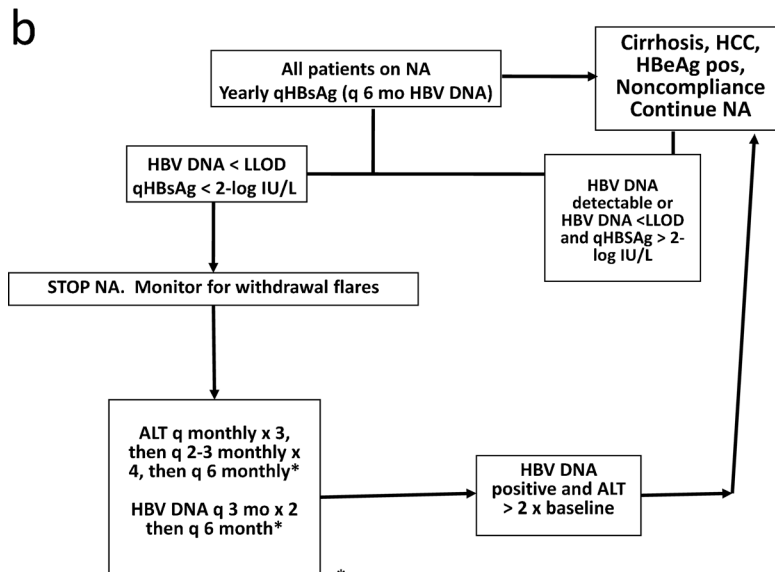 b
All patients on NA
Yearly qHBsAg (q 6 mo HBV DNA)
Cirrhosis, HCC,
HBeAg pos,
Noncompliance
Continue NA
HBV DNA < LLOD
qHBsAg < 2-log IU/L
HBV DNA
detectable or
HBV DNA <LLOD
and qHBSAg > 2-
log IU/L
STOP NA.  Monitor for withdrawal flares
ALT q monthly x 3,
then q 2-3 monthly x
4, then q 6 monthly*
HBV DNA q 3 mo x 2
then q 6 month*
HBV DNA
positive and ALT
> 2 x baseline
*